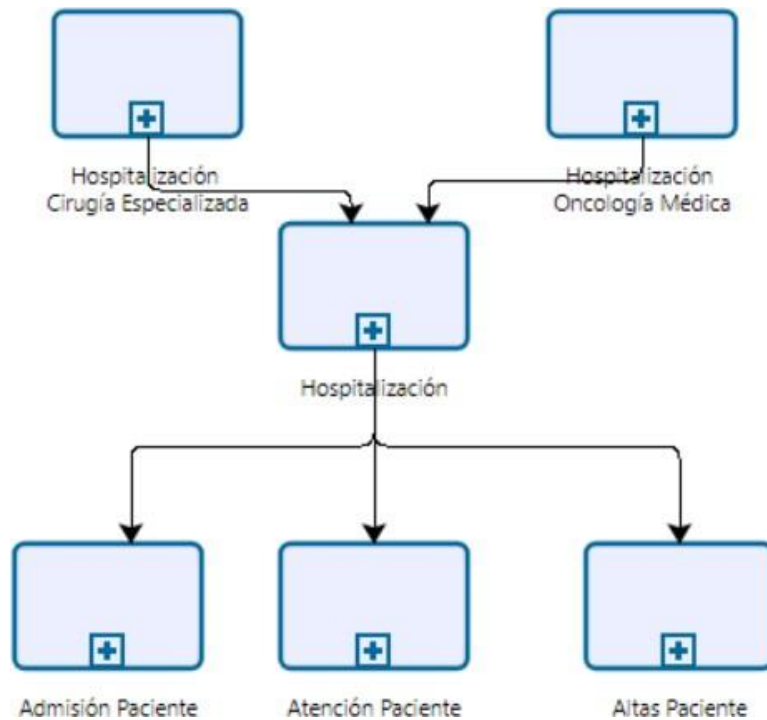 Hospitalización
Cirugía Especializada
Hospitalización
Oncología Médica
Hospitalización
Admisión Paciente
Atención Paciente
Altas Paciente